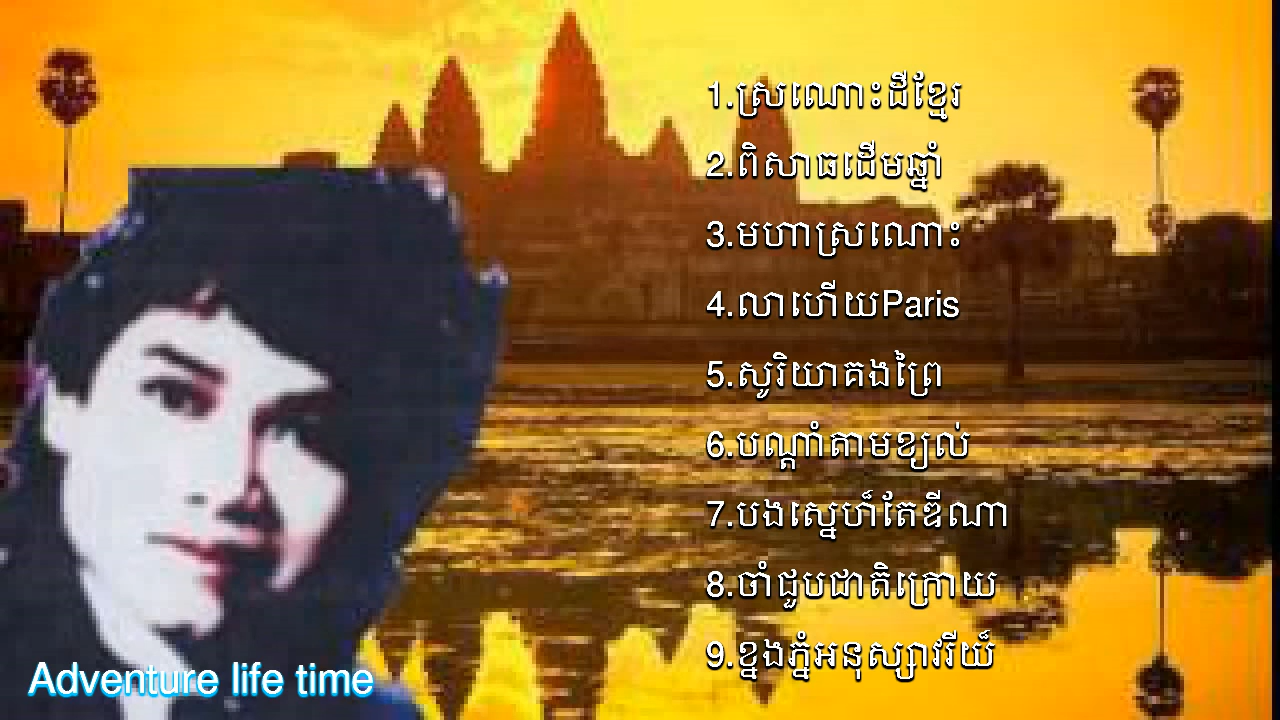 1.ស្រណោះដីខ្មែរ
2.ពិសាធដើមឆ្នាំ
3.មហាស្រណោះ
4.លាហើយParis
5.សូរិយាគងព្រៃ
6.បណ្ដាំតាមខ្យល់
7.បងស្នេហ៌តែឌីណា
8.ចាំជួបជាតិក្រោយ
9.ខ្នងភ្នំអនុស្សាវរីយ៍
Adventure life time